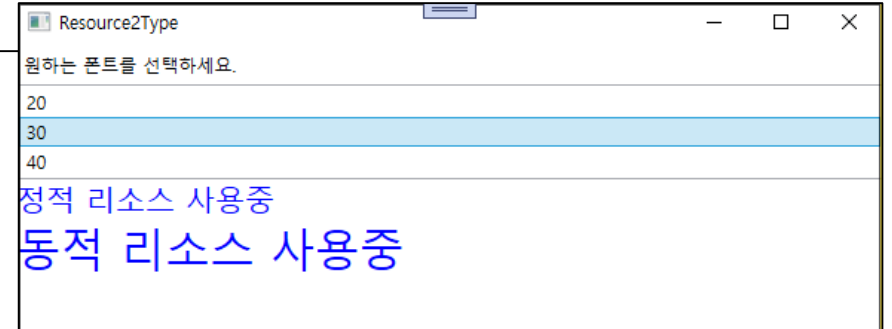 Resource2Type
원하는 폰트를 선택하세요.
20
30
40
정적 리소스 사용중
동적 리소스 사용중